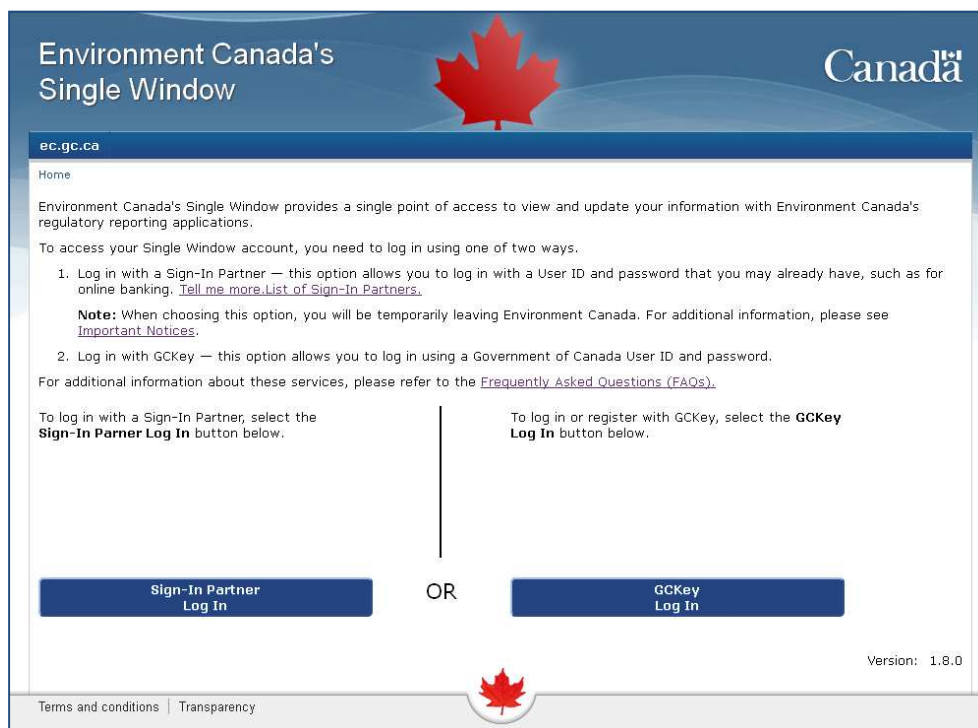 Environment Canada's
Single Window
Canada
ec.gc.ca
Home
Environment Canada's Single Window provides a single point of access to view and update your information with Environment Canada's
regulatory reporting applications.
To access your Single Window account, you need to log in using one of two ways.
1. Log in with a Sign-In Partner — this option allows you to log in with a User ID and password that you may already have, such as for
online banking. Tell me more.List of Sign-In Partners.
Note: When choosing this option, you will be temporarily leaving Environment Canada. For additional information, please see
Important Notices.
2. Log in with GCKey — this option allows you to log in using a Government of Canada User ID and password.
For additional information about these services, please refer to the Frequently Asked Questions (FAQs).
To log in with a Sign-In Partner, select the
Sign-In Parner Log In button below.
To log in or register with GCKey, select the GCKey
Log In button below.
Sign-In Partner
Log In
OR
GCKey
Log In
Version: 1.8.0
Terms and conditions | Transparency